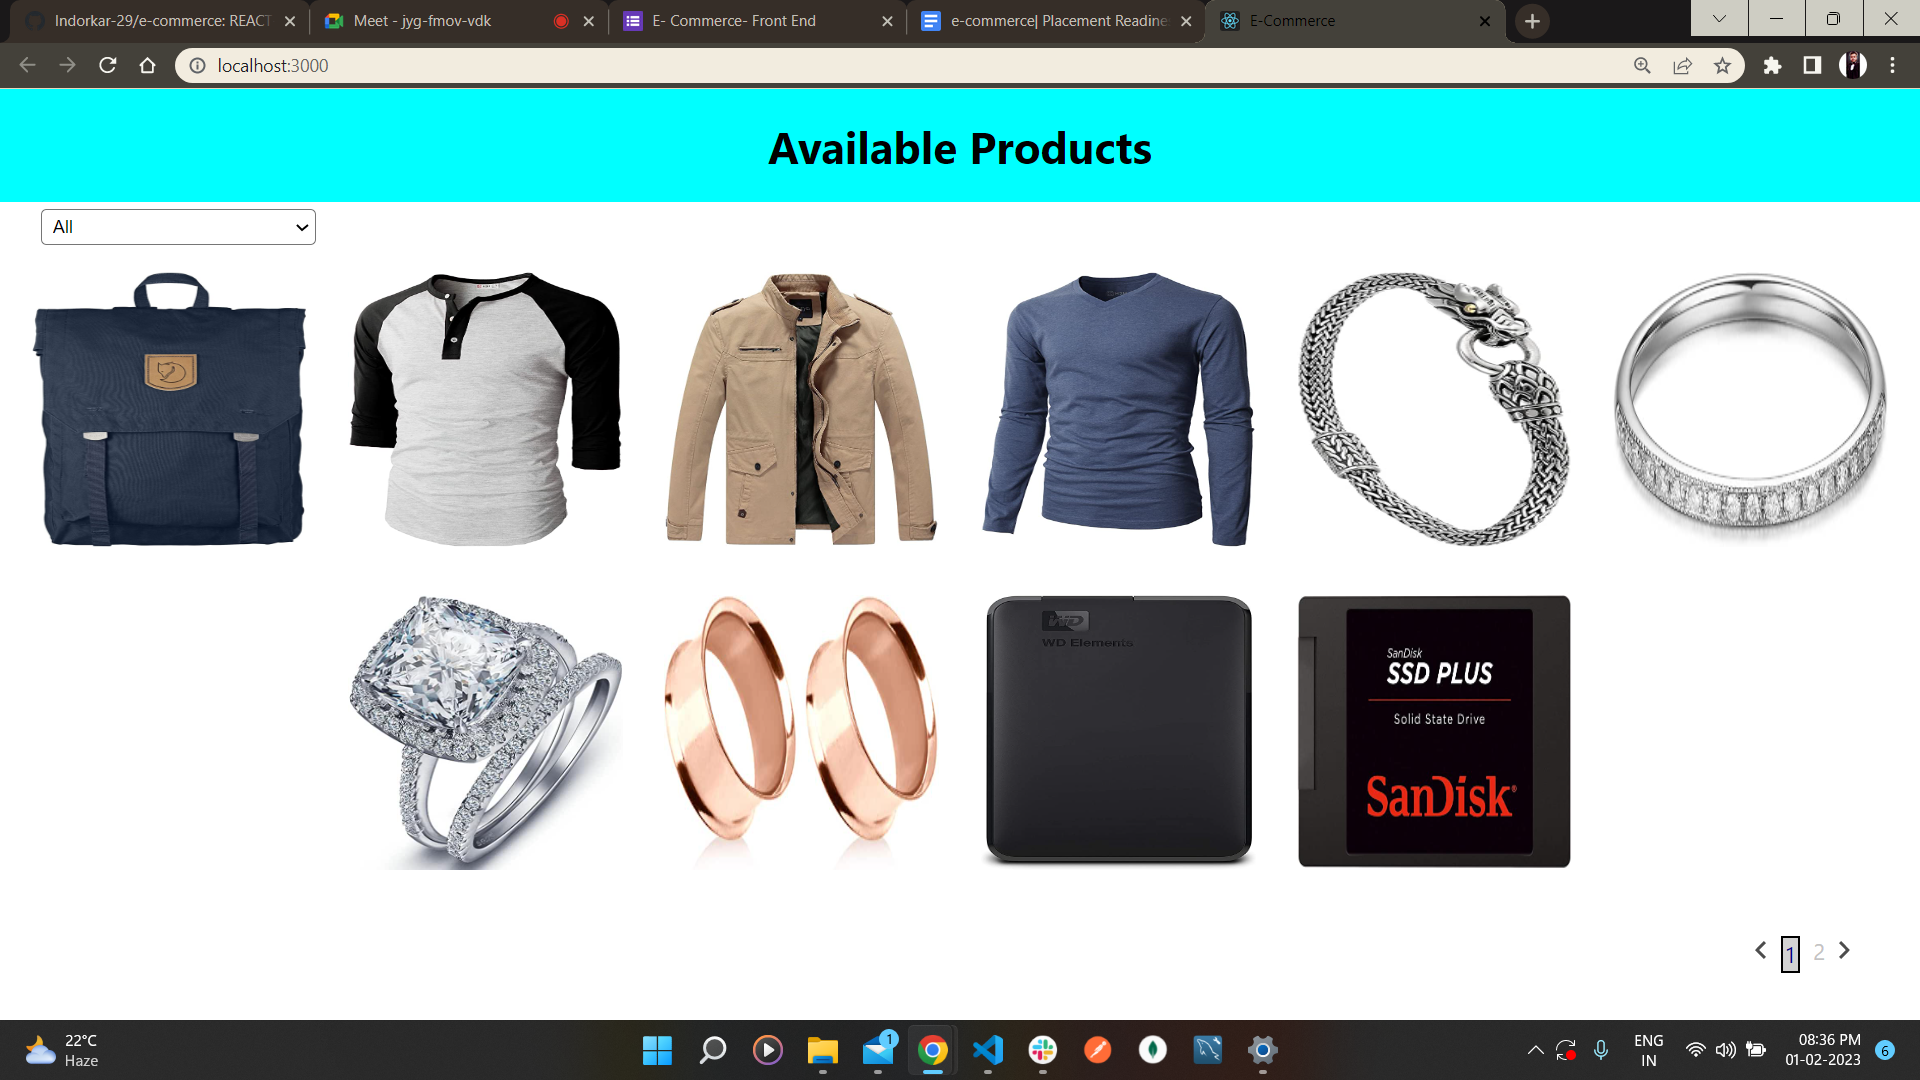 Indorkar-29/e-commerce: REACT
Meet - jyg-fmov-vdk
E- Commerce- Front End
e-commerce| Placement Readine
E-Commerce
localhost:3000
Available Products
All
WD
WD Elements
SanDisk
SSD PLUS
Solid State Drive
SanDisk®
1 2
22°C
Haze
1
ENG
IN
08:36 PM
01-02-2023
6